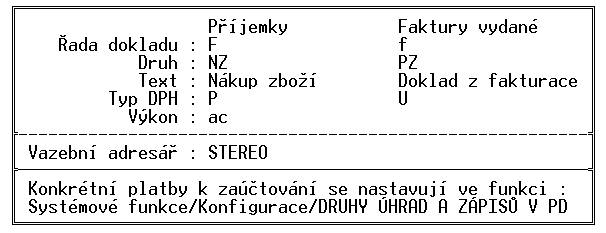 Příjemky Faktury vydané
Řada dokladu : F f
Druh : NZ PZ
Text : Nákup zboží Doklad z fakturace
Typ DPH : P U
Výkon : ac
Vazební adresář : STEREO
Konkrétní platby k zaúčtování se nastavují ve funkci :
Systémové funkce/Konfigurace/DRUHY ÚHRAD A ZÁPISŮ V PD